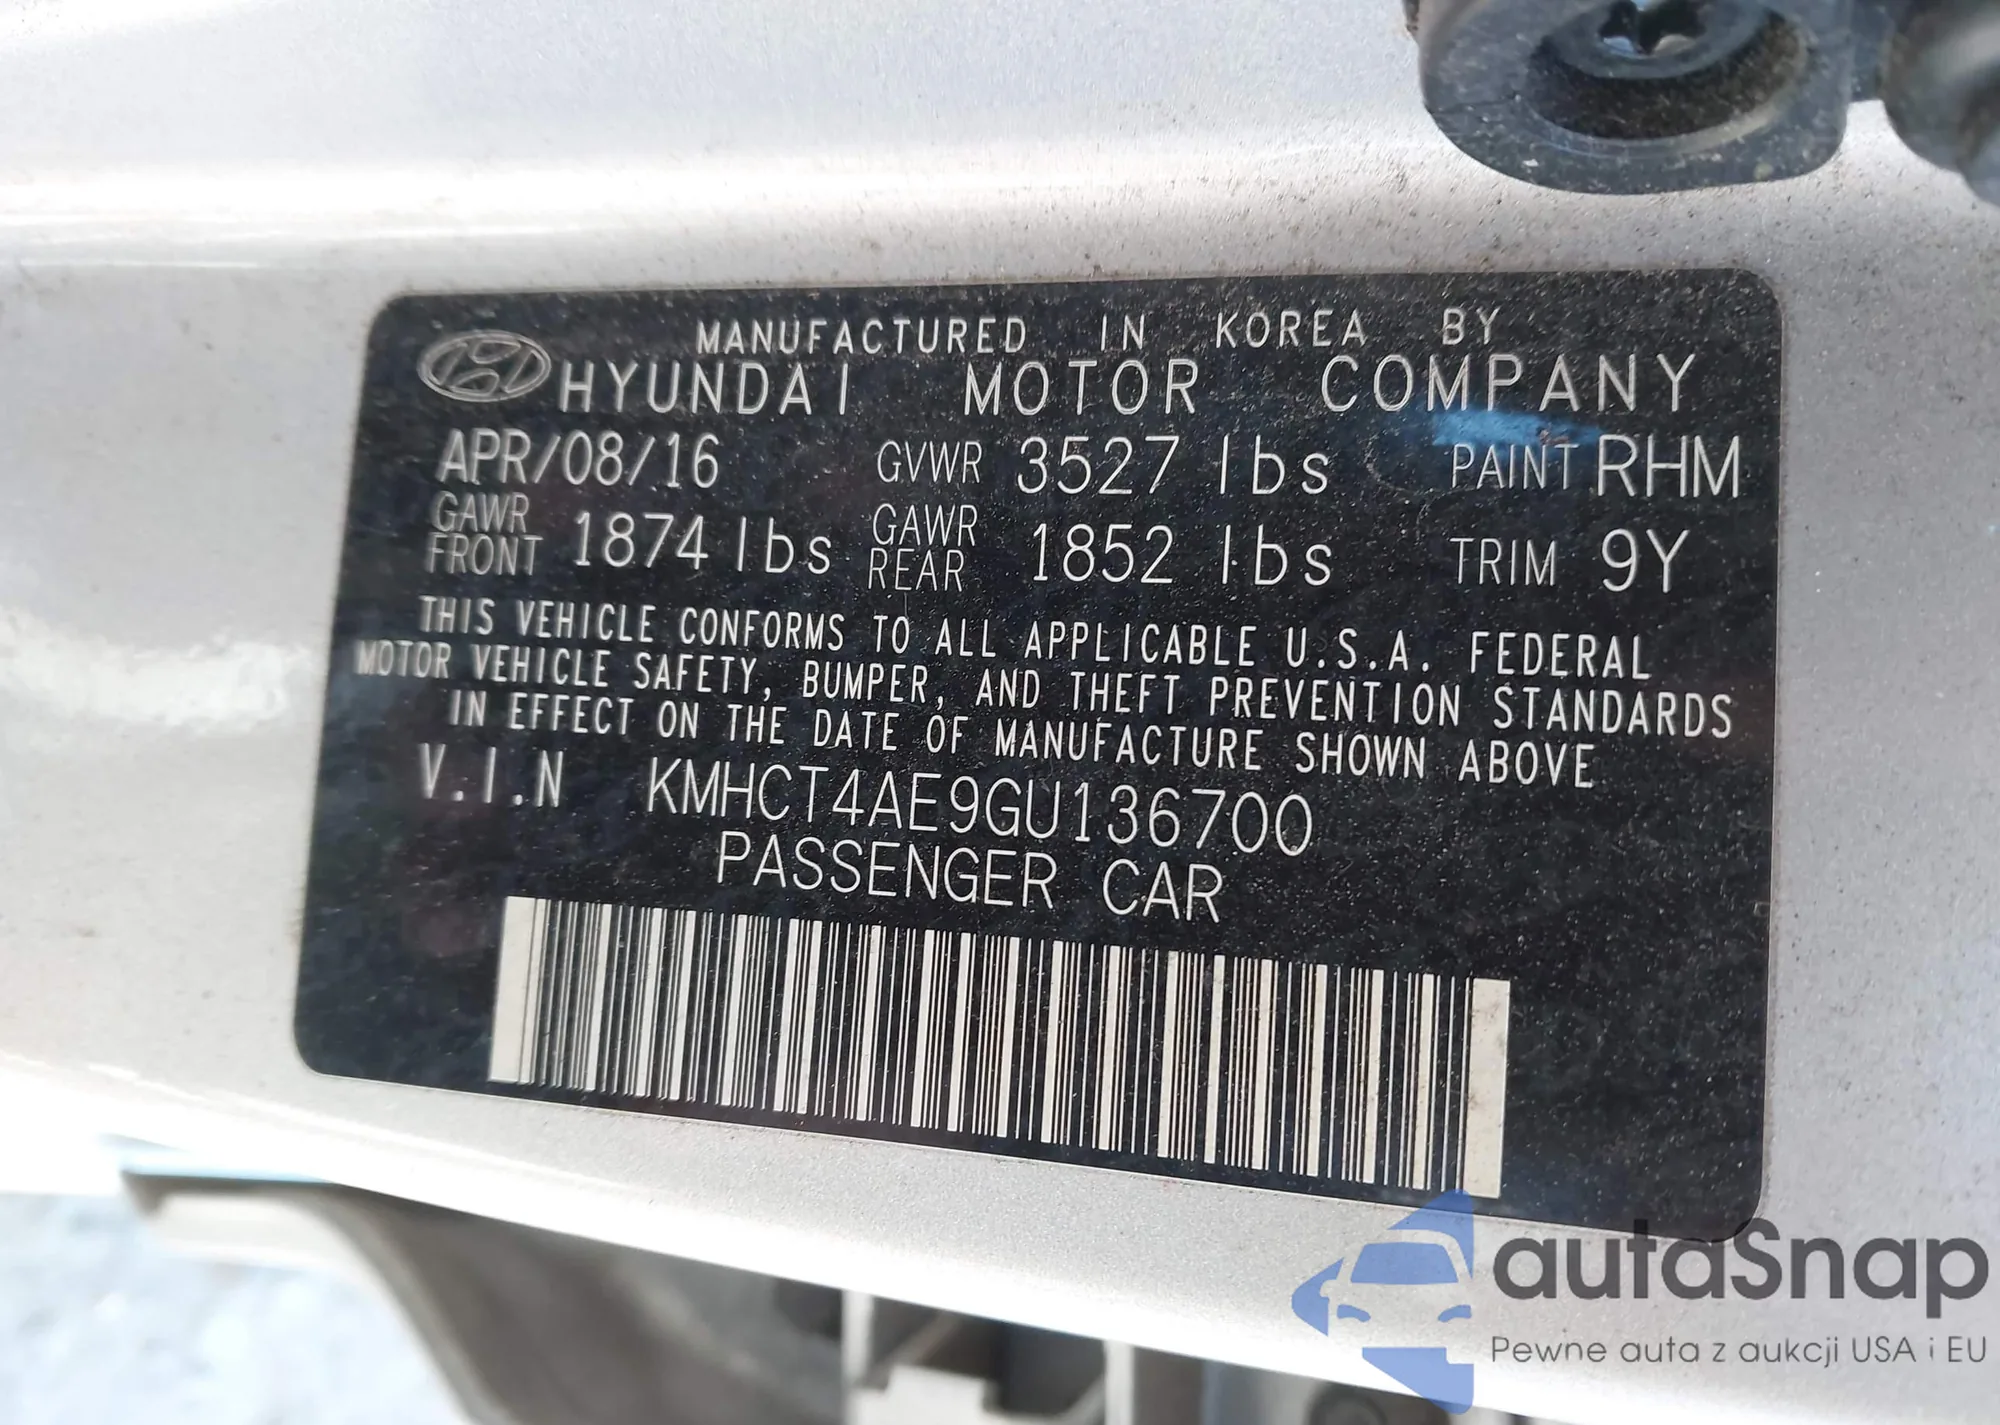 MANUFACTURED IN KOREA BY
HYUNDAI MOTOR COMPANY
APR/08/16 GVWR 3527 lbs PAINT RHM
GAWR FRONT 1874 lbs GAWR REAR 1852 lbs TRIM 9Y
THIS VEHICLE CONFORMS TO ALL APPLICABLE U.S.A. FEDERAL
MOTOR VEHICLE SAFETY, BUMPER, AND THEFT PREVENTION STANDARDS
IN EFFECT ON THE DATE OF MANUFACTURE SHOWN ABOVE
V.I.N KMHCT4AE9GU136700
PASSENGER CAR
autaSnap
Pewne auta z aukcji USA i EU